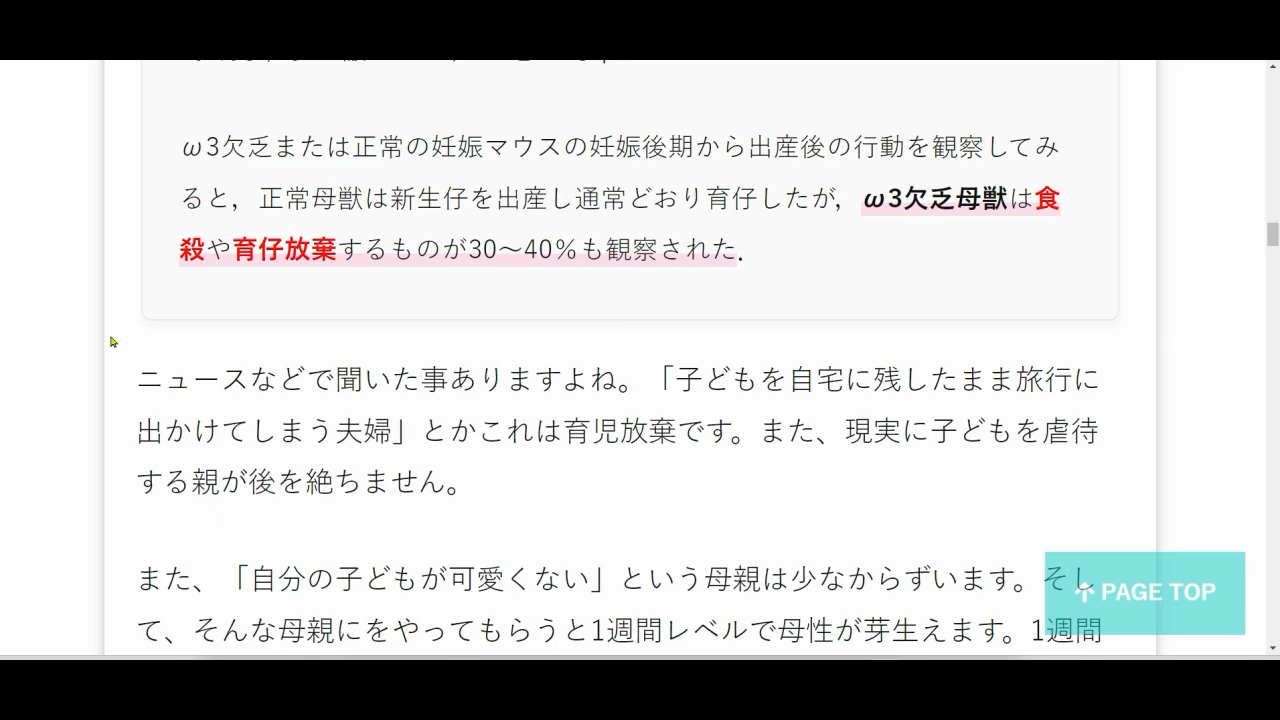 ω3欠乏または正常の妊娠マウスの妊娠後期から出産後の行動を観察してみ
ると，正常母獣は新生仔を出産し通常どおり育仔したが，ω3欠乏母獣は食
殺や育仔放棄するものが30～40％も観察された．
ニュースなどで聞いた事ありますよね。「子どもを自宅に残したまま旅行に
出かけてしまう夫婦」とかこれは育児放棄です。また、現実に子どもを虐待
する親が後を絶ちません。
また、「自分の子どもが可愛くない」という母親は少なからずいます。そし
て、そんな母親にをやってもらうと1週間レベルで母性が芽生えます。1週間
PAGE TOP